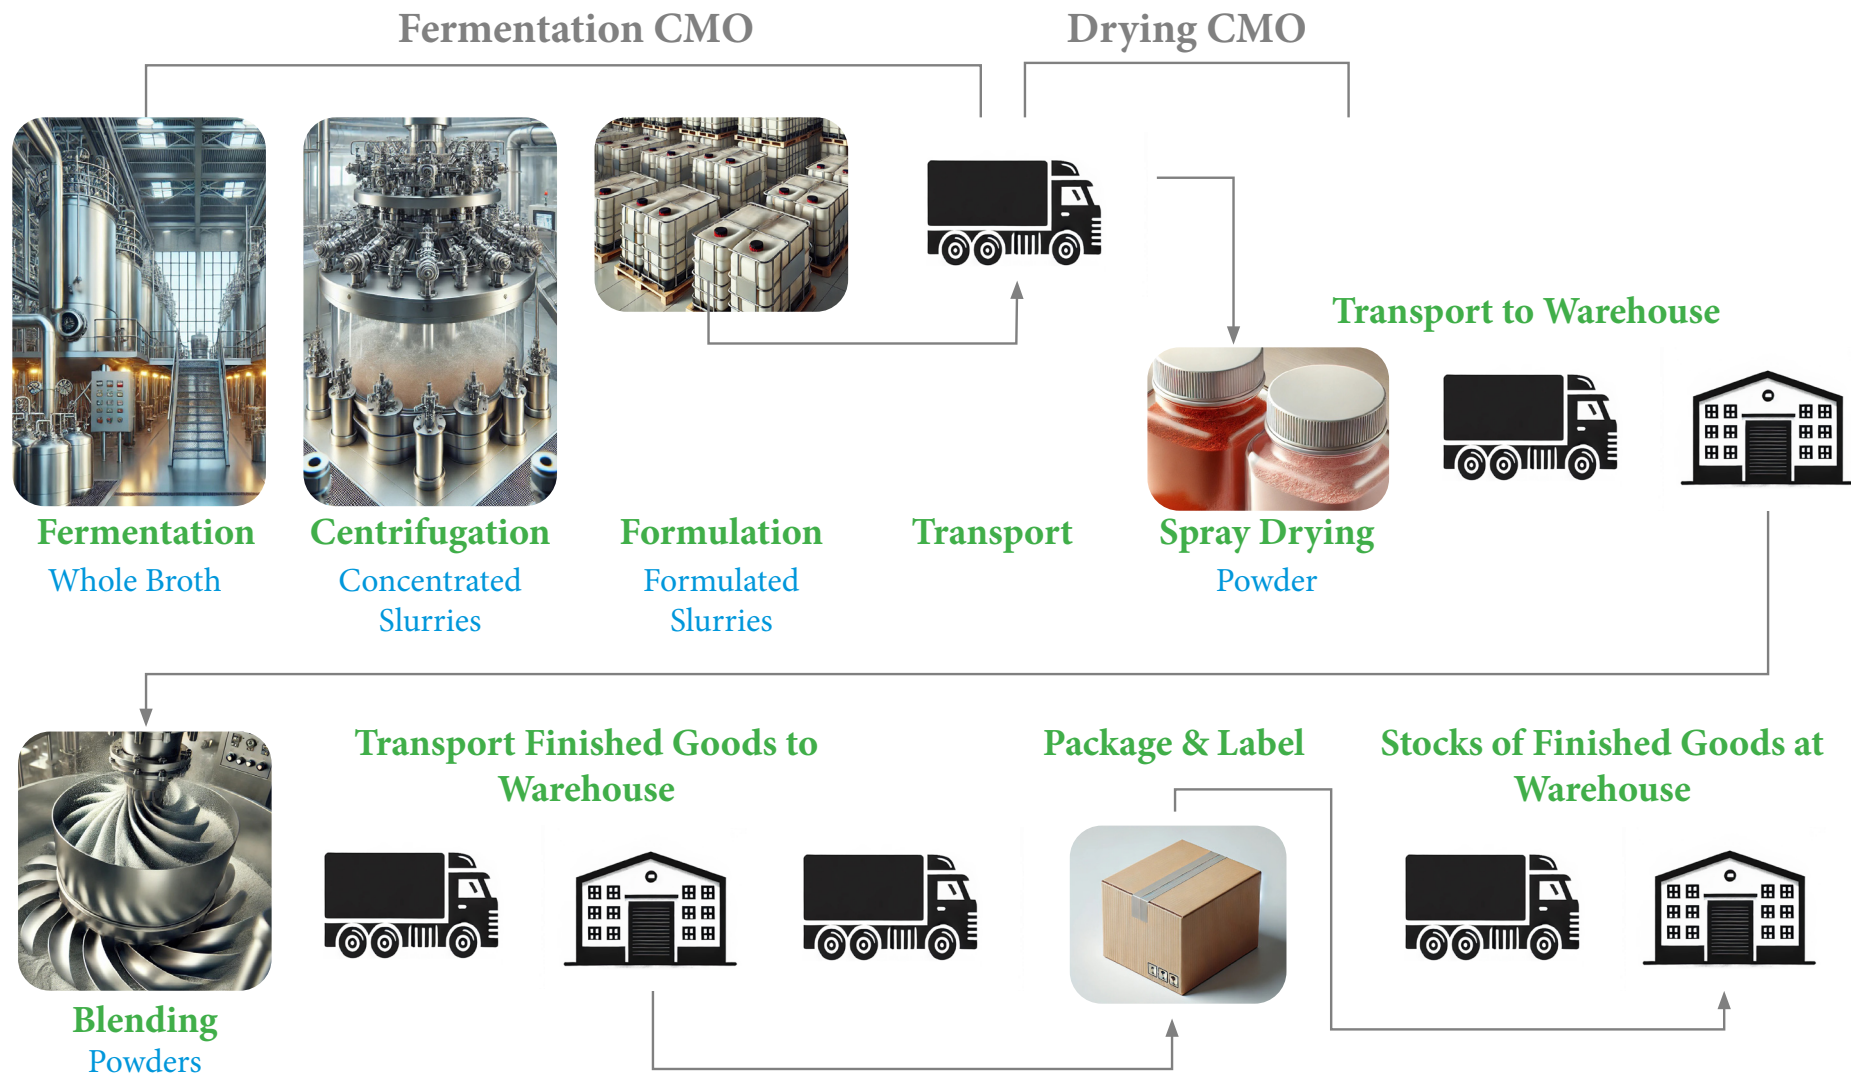 Fermentation CMO
Drying CMO
Transport to Warehouse
Fermentation
Whole Broth
Centrifugation
Concentrated
Slurries
Formulation
Formulated
Slurries
Transport
Spray Drying
Powder
Blending
Powders
Transport Finished Goods to
Warehouse
Package & Label
Stocks of Finished Goods at
Warehouse